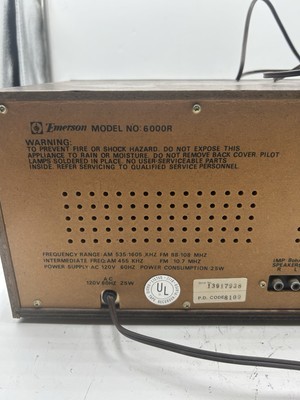 Emerson MODEL NO 6000R
WARNING:
TO PREVENT FIRE OR SHOCK HAZARD, DO NOT EXPOSE THIS
APPLIANCE TO RAIN OR MOISTURE. DO NOT REMOVE BACK COVER. PILOT
LAMPS SOLDERED IN PLACE. NO USER-SERVICEABLE PARTS
INSIDE. REFER SERVICING TO QUALIFIED SERVICE PERSONNEL.
FREQUENCY RANGE: AM 535-1605 KHZ FM 88-108 MHZ
INTERMEDIATE FREQ: AM 455 KHZ FM 10.7 MHZ
POWER SUPPLY AC 120V 60HZ POWER CONSUMPTION 25W
AC
120V 60HZ 25W
UL
P.D. CODE
IMP
SPEAKERS
R